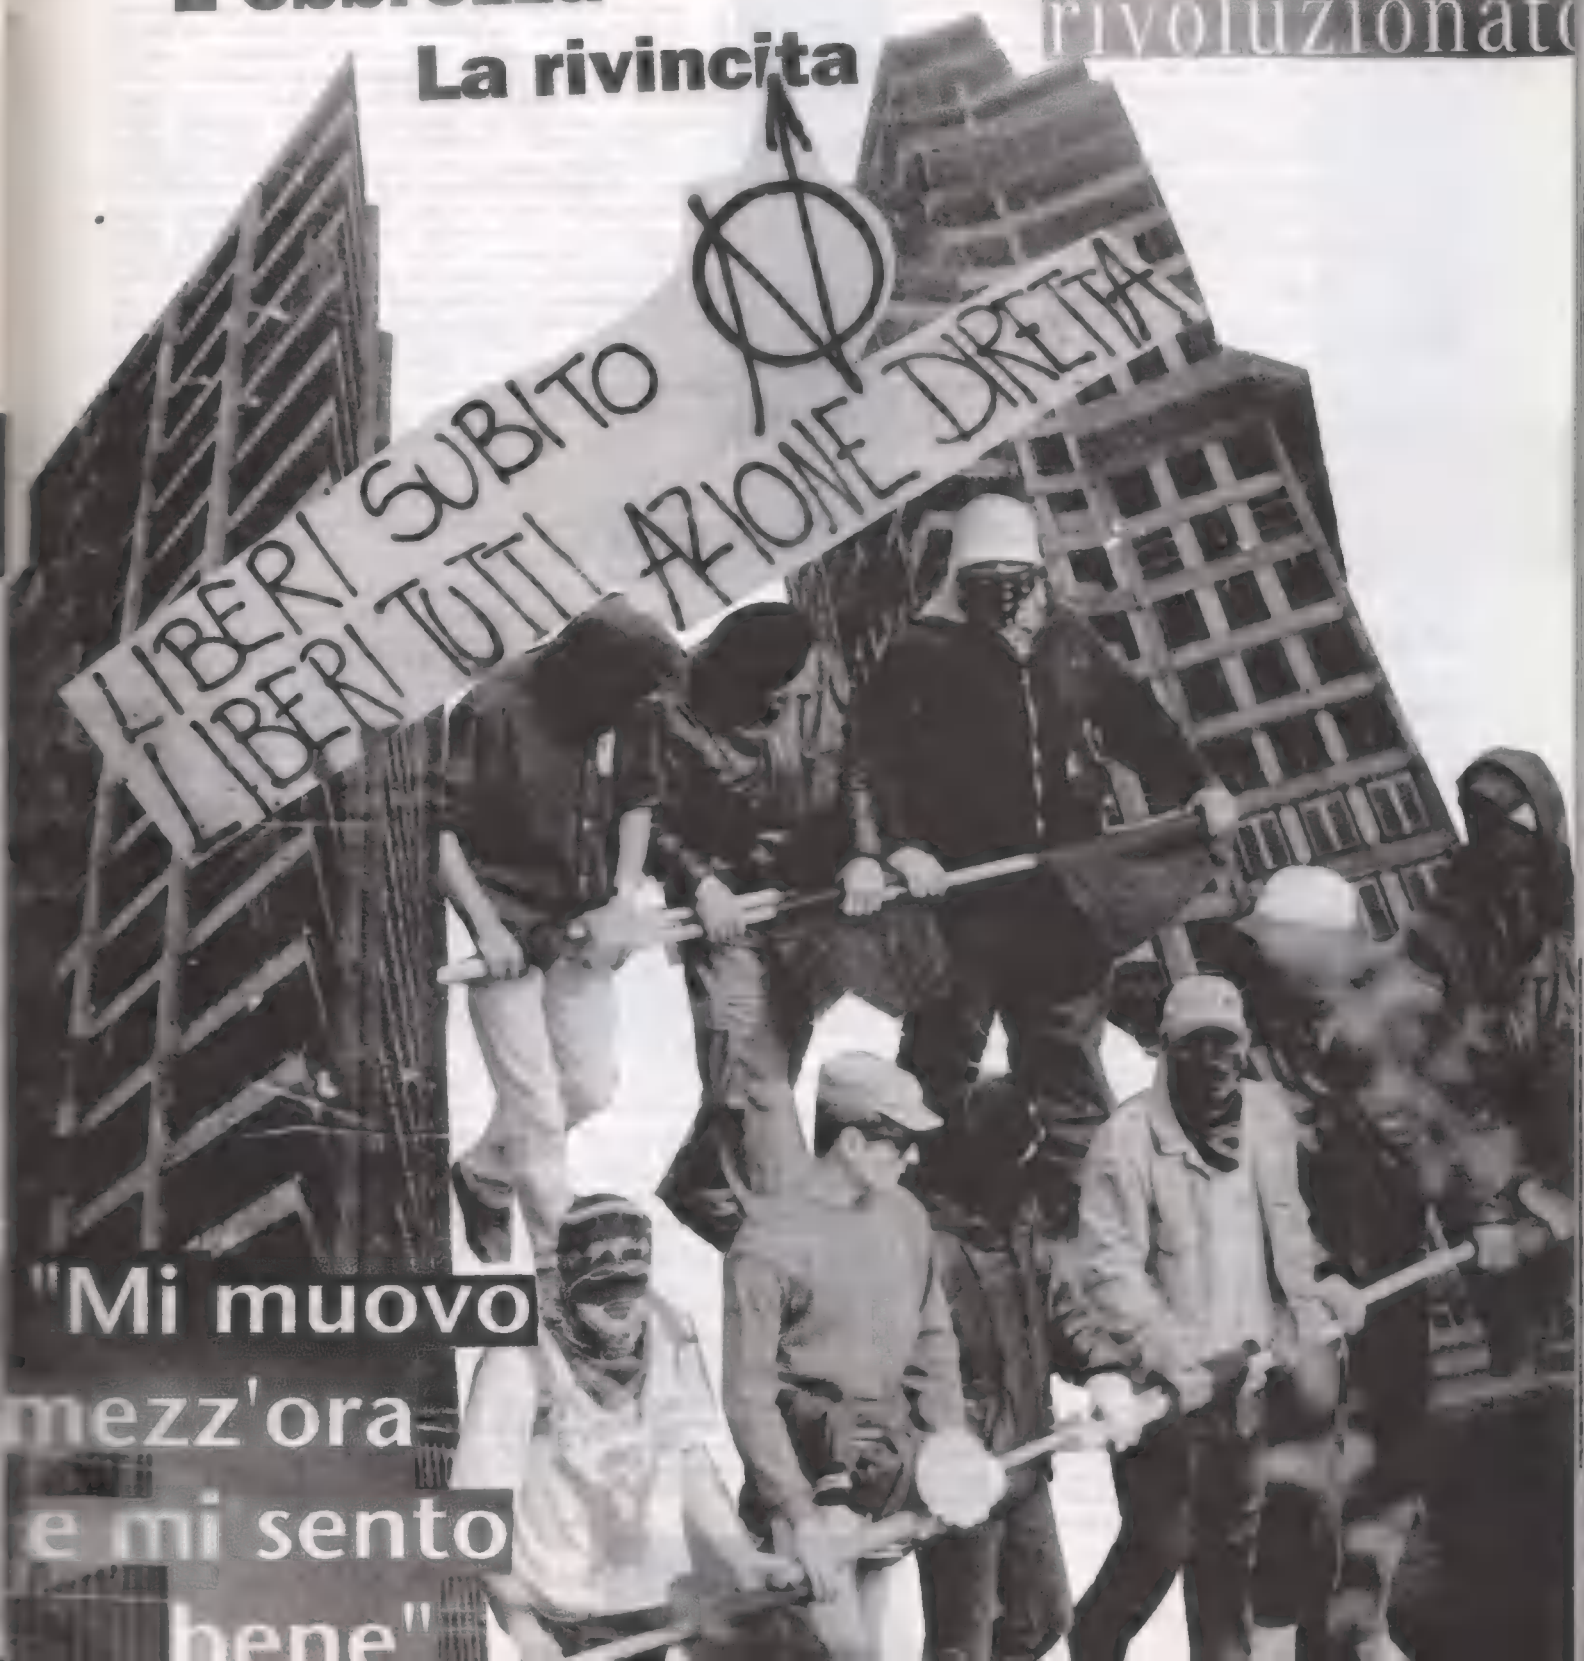 rivoluzionato
La rivincita
LIBERI SUBITO
LIBERI TUTTI AZIONE DIRETTA
"Mi muovo
mezz'ora
e mi sento
bene"